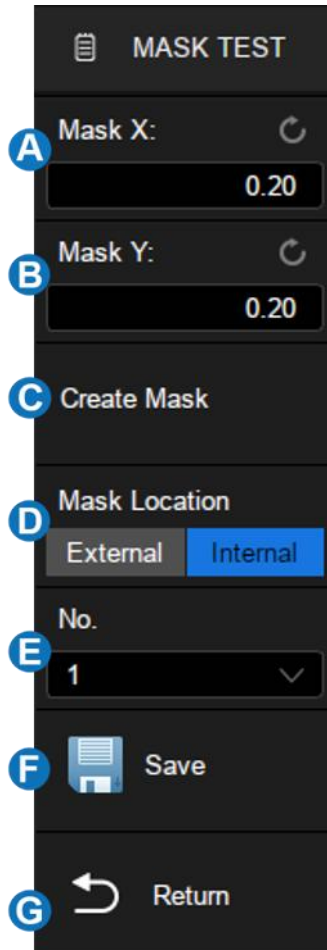 MASK TEST
A
Mask X:
0.20
B
Mask Y:
0.20
C
Create Mask
D
Mask Location
External Internal
E
No.
1
F
Save
G
Return